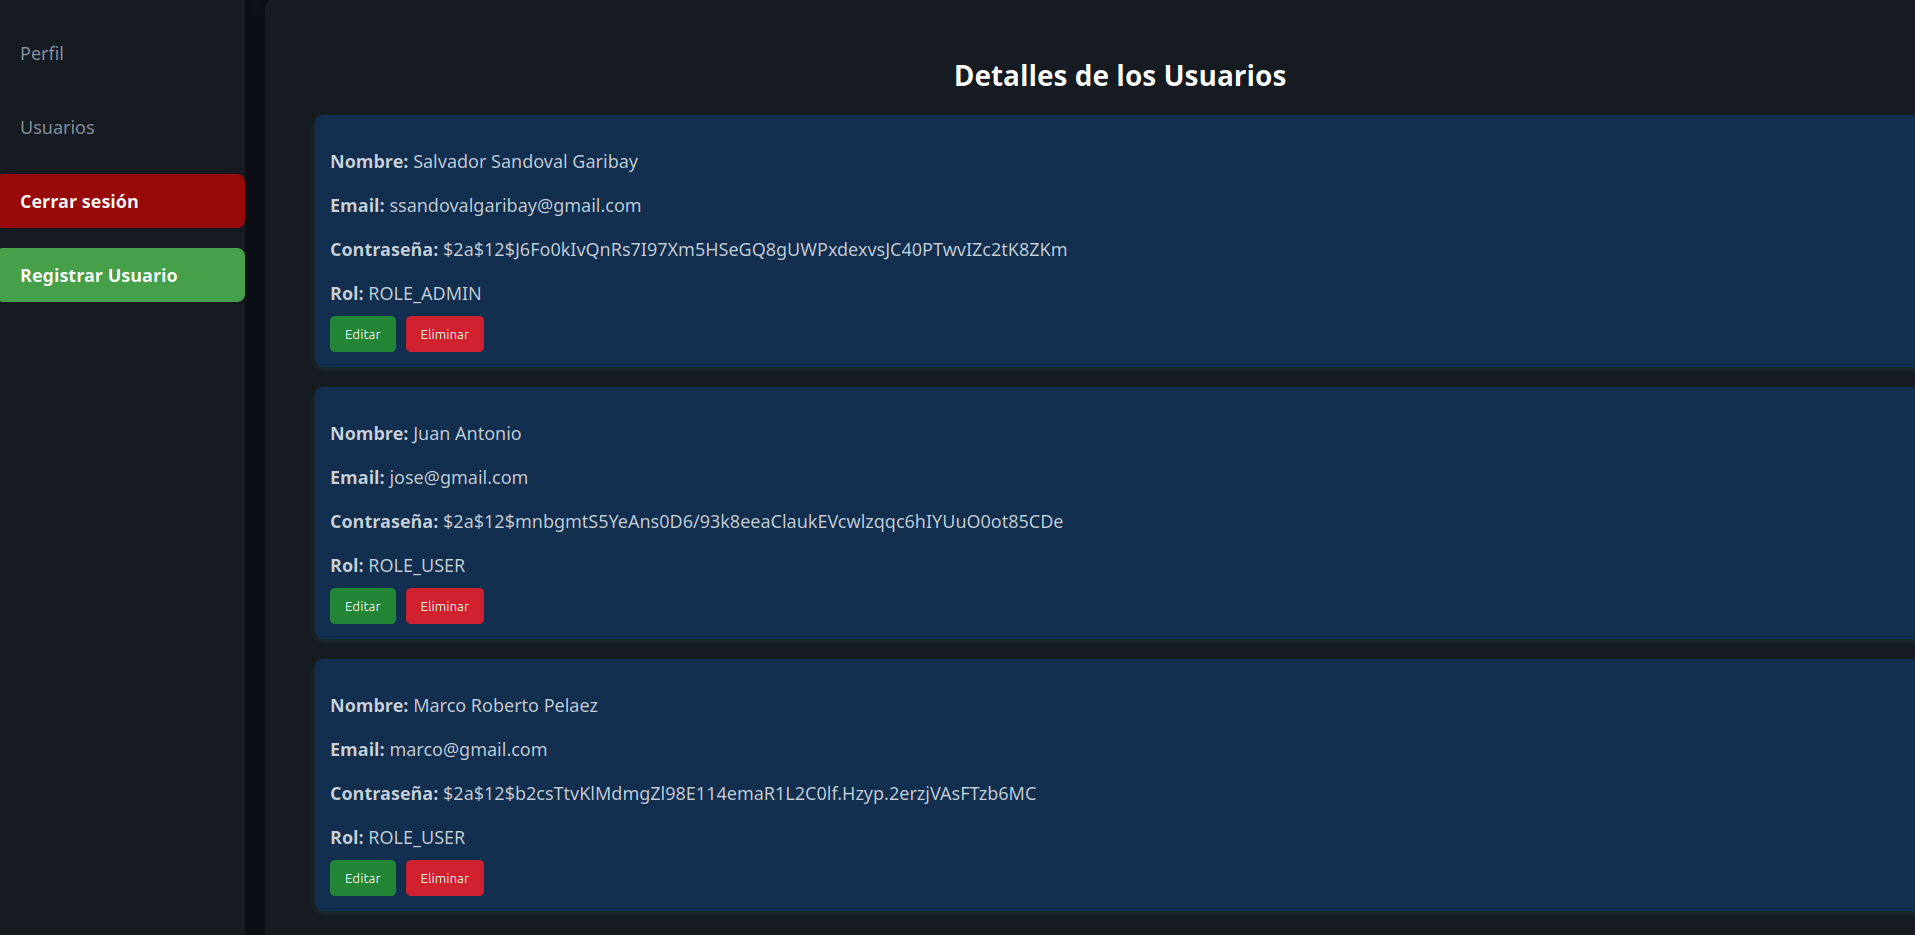 Perfil
Usuarios
Cerrar sesión
Registrar Usuario
Detalles de los Usuarios
Nombre: Salvador Sandoval Garibay
Email: ssandovalgaribay@gmail.com
Contraseña: $2a$12$J6Fo0kIvQnRs7I97Xm5HSeGQ8gUWPxdexvsJC40PTwvIZc2tK8ZKm
Rol: ROLE_ADMIN
Editar Eliminar
Nombre: Juan Antonio
Email: jose@gmail.com
Contraseña: $2a$12$mnbgmtS5YeAns0D6/93k8eeaClaukEVcwlzqqc6hIYUuO0ot85CDe
Rol: ROLE_USER
Editar Eliminar
Nombre: Marco Roberto Pelaez
Email: marco@gmail.com
Contraseña: $2a$12$b2csTtvKlMdmgZl98E114emaR1L2C0lf.Hzyp.2erzjVAsFTzb6MC
Rol: ROLE_USER
Editar Eliminar